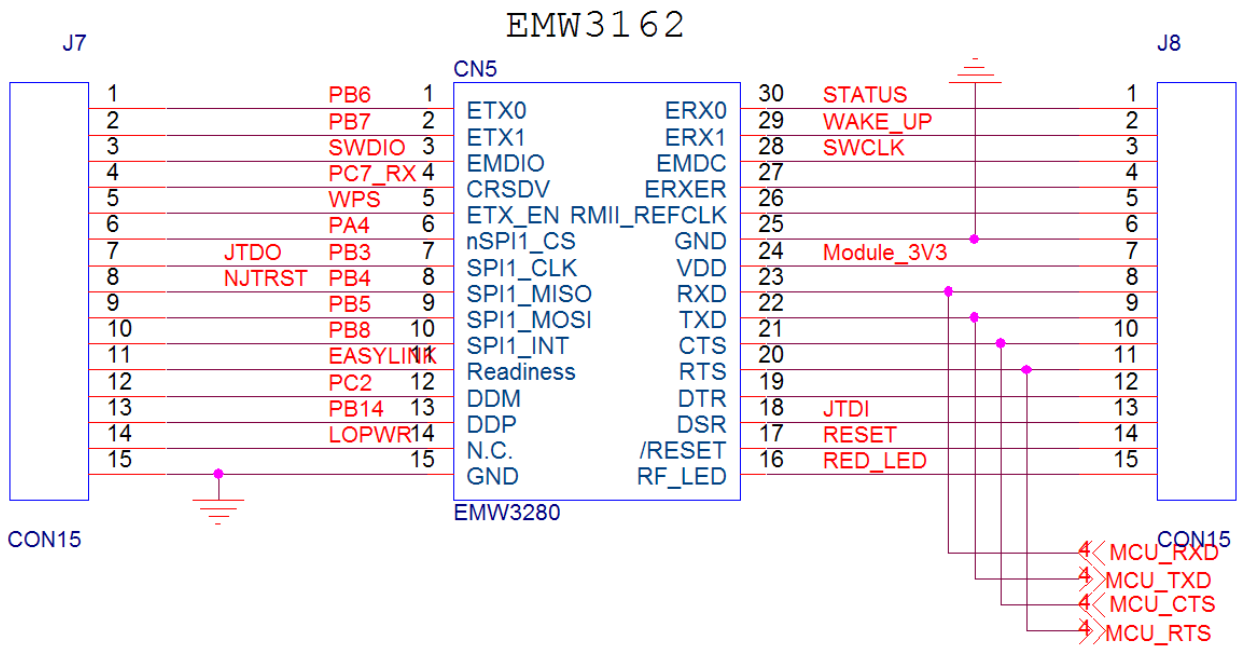 EMW3162
J7
J8
CN5
1 PB6 1 ETX0 ERX0 30 STATUS 1
2 PB7 2 ETX1 ERX1 29 WAKE_UP 2
3 SWDIO 3 EMDIO EMDC 28 SWCLK 3
4 PC7_RX 4 CRSDV ERXER 27 4
5 WPS 5 ETX_EN RMII_REFCLK 26 5
6 PA4 6 nSPI1_CS GND 25 6
7 JTDO PB3 7 SPI1_CLK VDD 24 Module_3V3 7
8 NJTRST PB4 8 SPI1_MISO RXD 23 8
9 PB5 9 SPI1_MOSI TXD 22 9
10 PB8 10 SPI1_INT CTS 21 10
11 EASYLINK 11 Readiness RTS 20 11
12 PC2 12 DDM DTR 19 12
13 PB14 13 DDP DSR 18 JTDI 13
14 LOPWR 14 N.C. /RESET 17 RESET 14
15 15 GND RF_LED 16 RED_LED 15
EMW3280
CON15
CON15
4 MCU_RXD
4 MCU_TXD
4 MCU_CTS
4 MCU_RTS